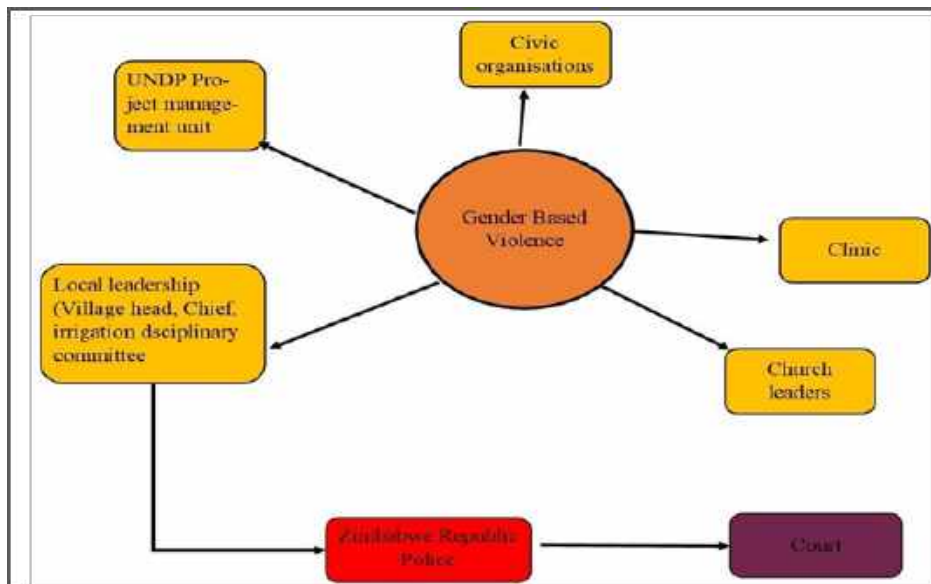 Civic
organisations
UNDP Pro-
ject manage-
ment unit
Gender Based
Violence
Clinic
Local leadership
(Village head, Chief,
irrigation dsciplinary
committee
Church
leaders
Zimbabwe Republic
Police
Court